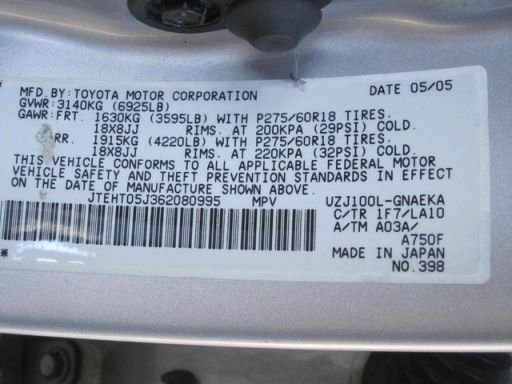 MFD.BY:TOYOTA MOTOR CORPORATION DATE 05/05
GVWR:3140KG (6925LB)
GAWR:FRT. 1630KG (3595LB) WITH P275/60R18 TIRES.
18X8JJ RIMS. AT 200KPA (29PSI) COLD.
RR. 1915KG (4220LB) WITH P275/60R18 TIRES.
18X8JJ RIMS. AT 220KPA (32PSI) COLD.
THIS VEHICLE CONFORMS TO ALL APPLICABLE FEDERAL MOTOR
VEHICLE SAFETY AND THEFT PREVENTION STANDARDS IN EFFECT
ON THE DATE OF MANUFACTURE SHOWN ABOVE.
JTEHT05J362080995 MPV UZJ100L-GNAEKA
C/TR 1F7/LA10
A/TM A03A/
A750F
MADE IN JAPAN
NO.398